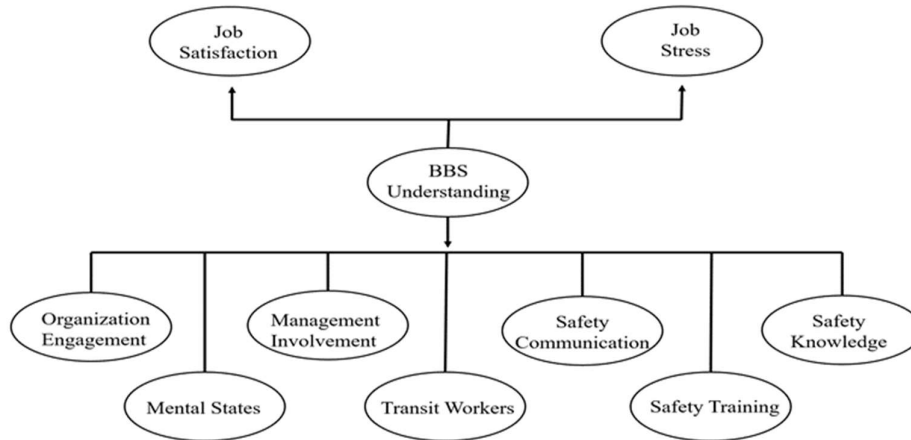 Job
Satisfaction
Job
Stress
BBS
Understanding
Organization
Engagement
Management
Involvement
Safety
Communication
Safety
Knowledge
Mental States
Transit Workers
Safety Training